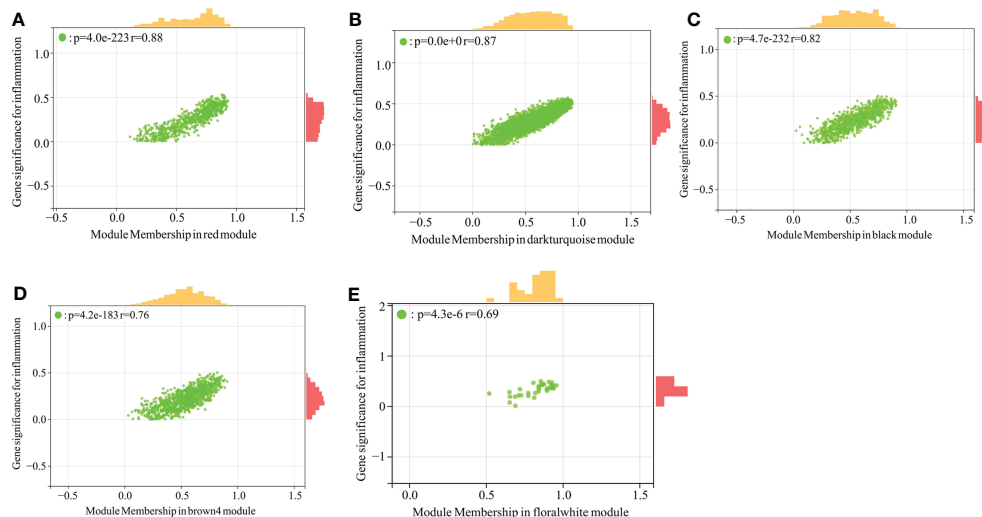 A
: p=4.0e-223 r=0.88
Gene significance for inflammation
1.0
0.5
0.0
−0.5
−0.5 0.0 0.5 1.0 1.5
Module Membership in red module
B
: p=0.0e+0 r=0.87
Gene significance for inflammation
1.0
0.5
0.0
−0.5
−0.5 0.0 0.5 1.0 1.5
Module Membership in darkturquoise module
C
: p=4.7e-232 r=0.82
Gene significance for inflammation
1.0
0.5
0.0
−0.5
−0.5 0.0 0.5 1.0 1.5
Module Membership in black module
D
: p=4.2e-183 r=0.76
Gene significance for inflammation
1.0
0.5
0.0
−0.5
−0.5 0.0 0.5 1.0 1.5
Module Membership in brown4 module
E
: p=4.3e-6 r=0.69
Gene significance for inflammation
2
1
0
−1
0.0 0.5 1.0 1.5
Module Membership in floralwhite module